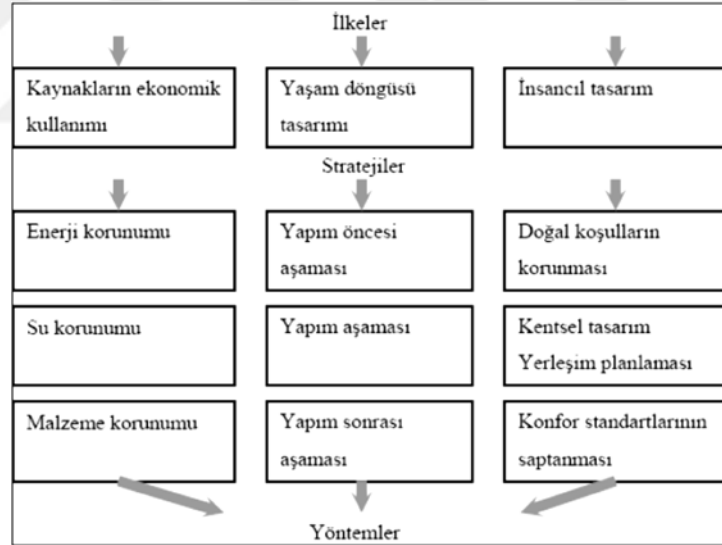 İlkeler
Kaynakların ekonomik
kullanımı
Yaşam döngüsü
tasarımı
İnsancıl tasarım
Stratejiler
Enerji korunumu
Yapım öncesi
aşaması
Doğal koşulların
korunması
Su korunumu
Yapım aşaması
Kentsel tasarım
Yerleşim planlaması
Malzeme korunumu
Yapım sonrası
aşaması
Konfor standartlarının
saptanması
Yöntemler